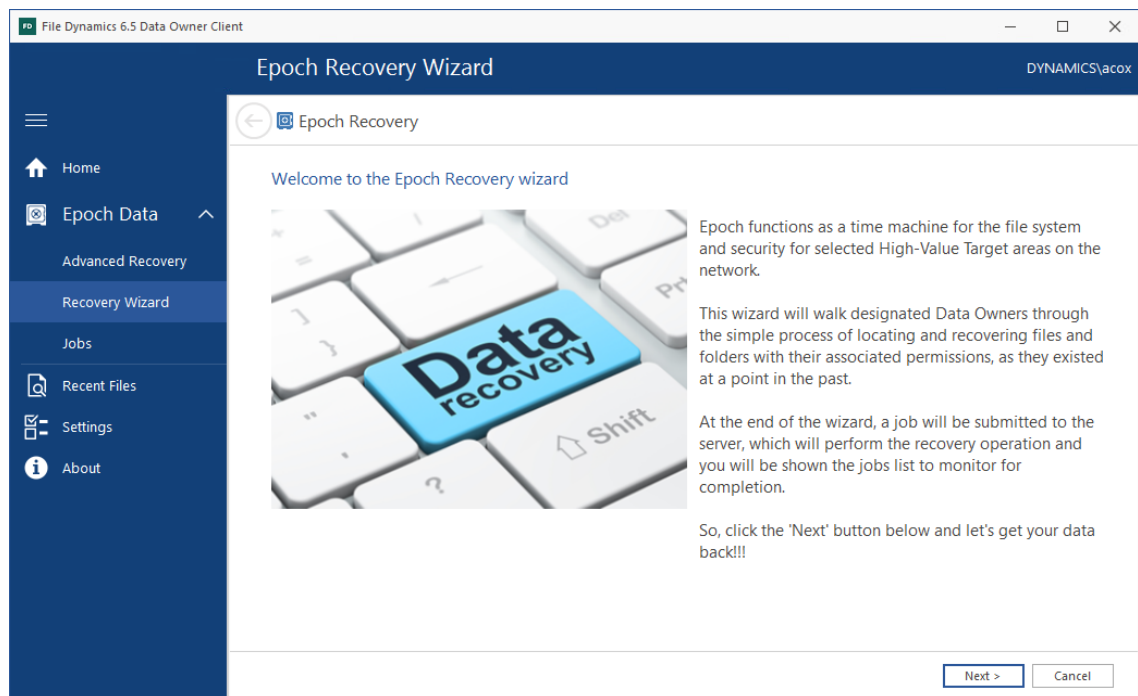 FD File Dynamics 6.5 Data Owner Client
Epoch Recovery Wizard
DYNAMICS\acox
Home
Epoch Data
Advanced Recovery
Recovery Wizard
Jobs
Recent Files
Settings
About
Epoch Recovery
Welcome to the Epoch Recovery wizard
Del
Prt
Data
recovery
Shift
Epoch functions as a time machine for the file system
and security for selected High-Value Target areas on the
network.
This wizard will walk designated Data Owners through
the simple process of locating and recovering files and
folders with their associated permissions, as they existed
at a point in the past.
At the end of the wizard, a job will be submitted to the
server, which will perform the recovery operation and
you will be shown the jobs list to monitor for
completion.
So, click the 'Next' button below and let's get your data
back!!!
Next >
Cancel